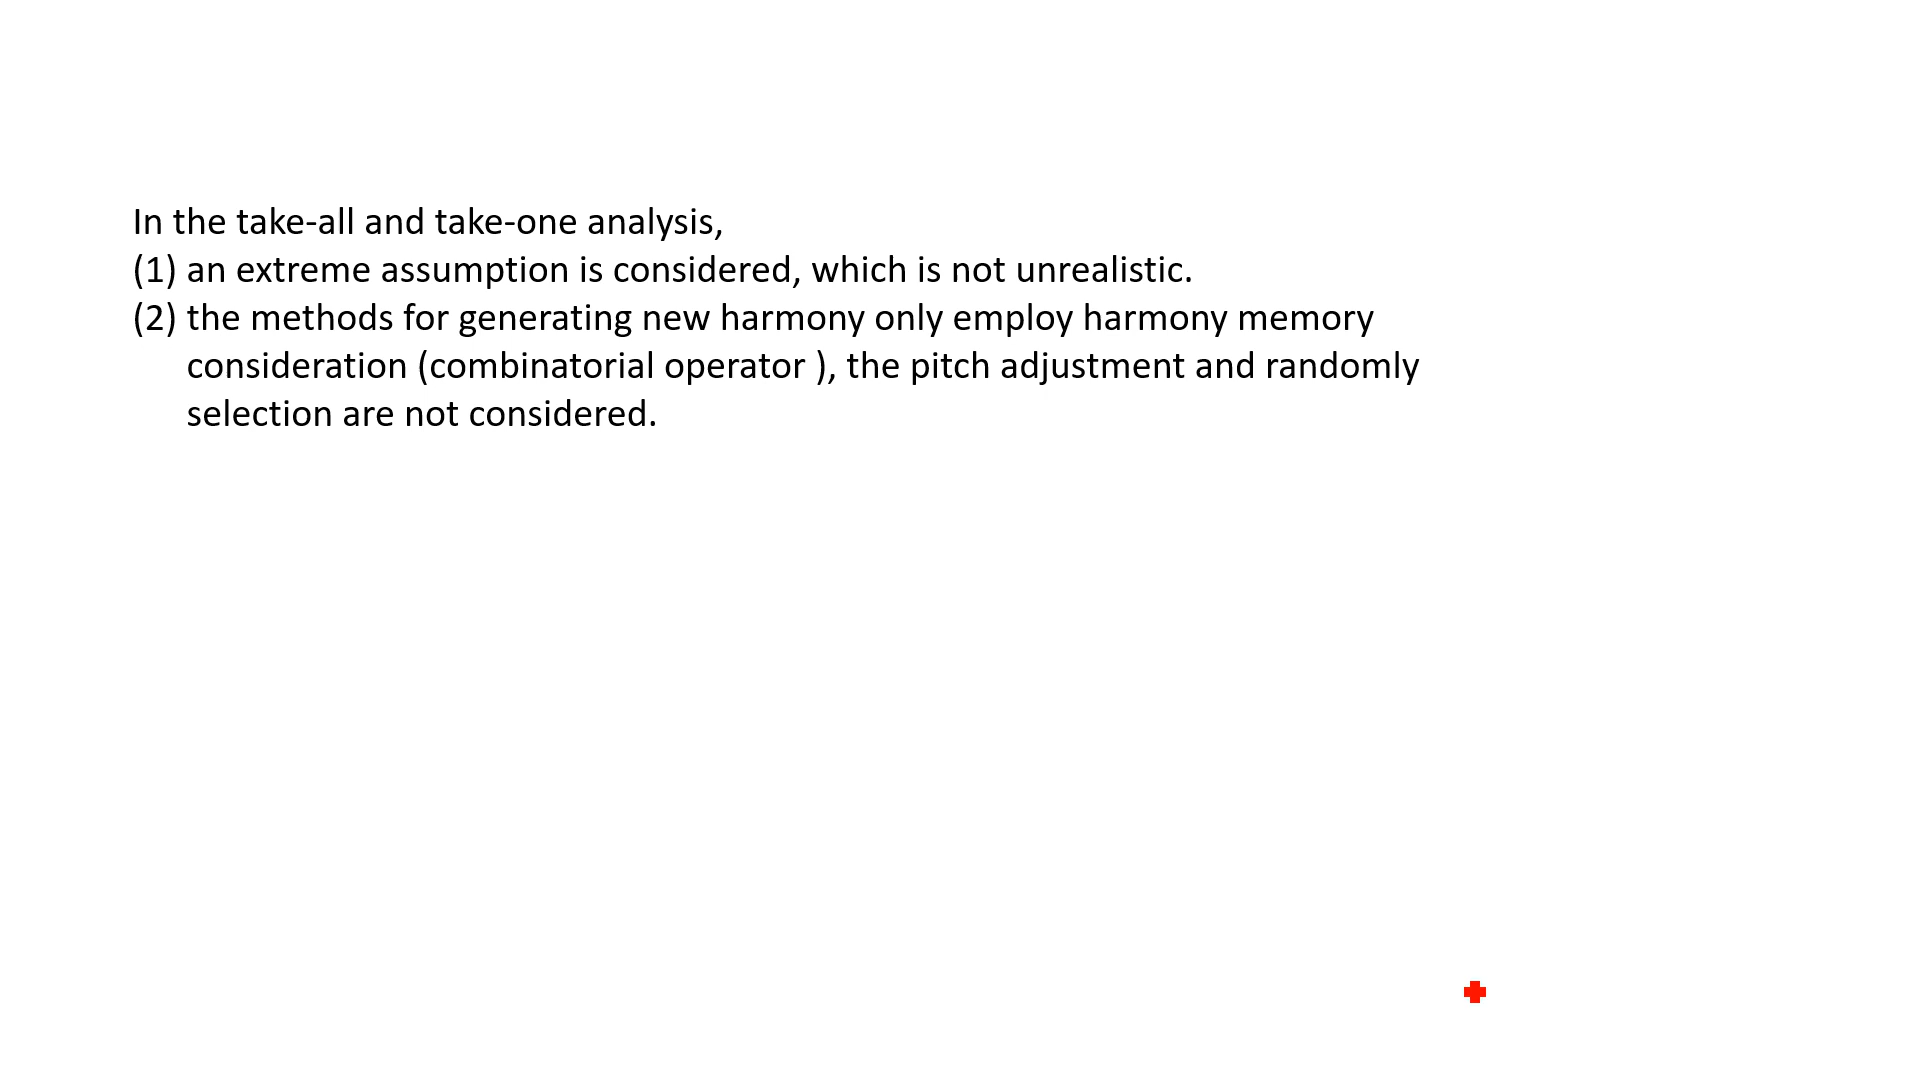 In the take-all and take-one analysis,
(1) an extreme assumption is considered, which is not unrealistic.
(2) the methods for generating new harmony only employ harmony memory
consideration (combinatorial operator ), the pitch adjustment and randomly
selection are not considered.